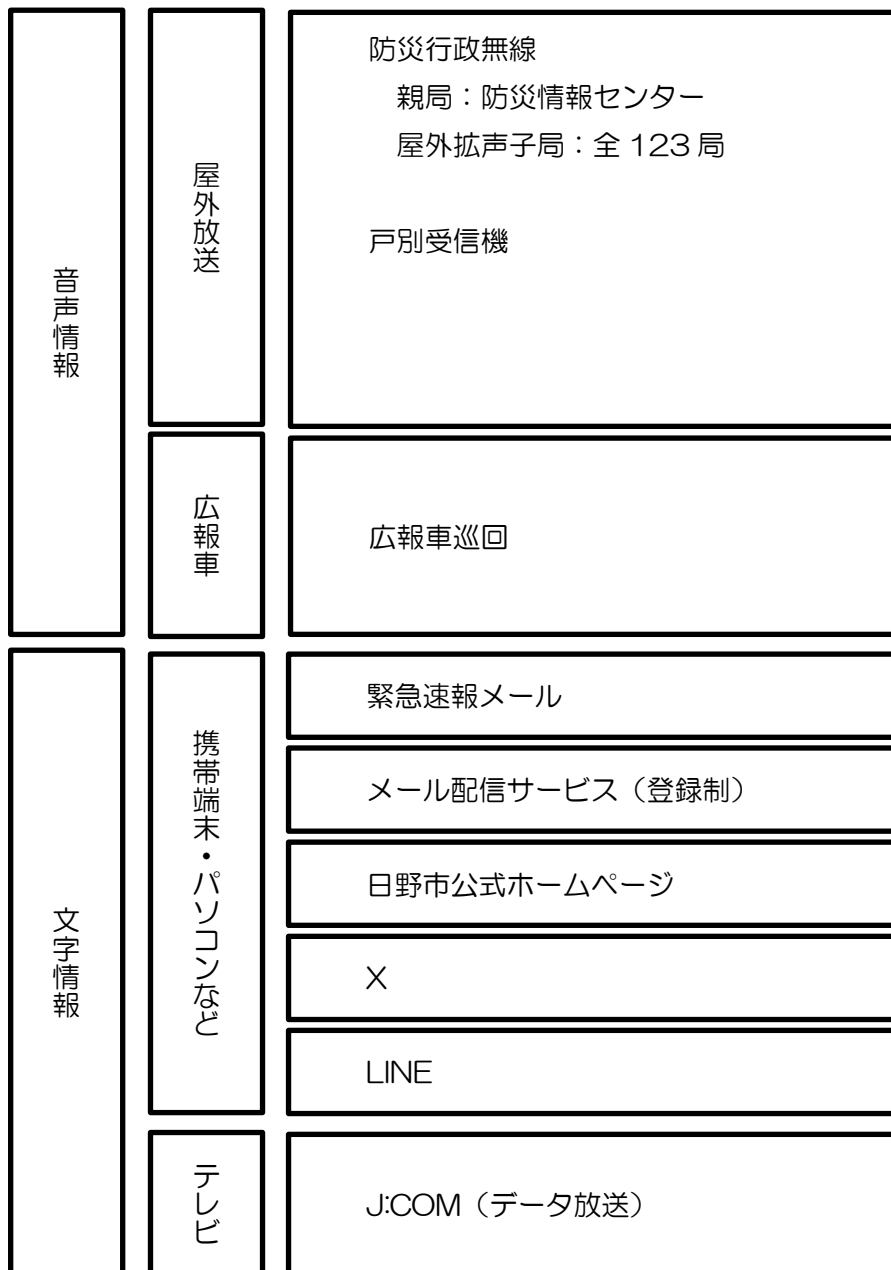 音声情報
屋外放送
防災行政無線
親局：防災情報センター
屋外拡声子局：全 123 局
戸別受信機
広報車
広報車巡回
文字情報
携帯端末・パソコンなど
緊急速報メール
メール配信サービス（登録制）
日野市公式ホームページ
X
LINE
テレビ
J:COM（データ放送）